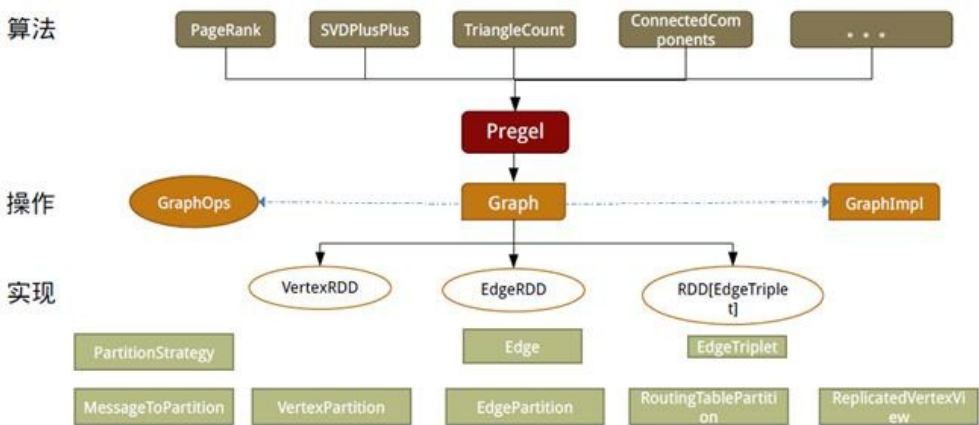 算法
PageRank
SVDPlusPlus
TriangleCount
ConnectedCom
ponents
...
Pregel
操作
GraphOps
Graph
GraphImpl
实现
VertexRDD
EdgeRDD
RDD[EdgeTriple
t]
PartitionStrategy
Edge
EdgeTriplet
MessageToPartition
VertexPartition
EdgePartition
RoutingTablePartiti
on
ReplicatedVertexVi
ew